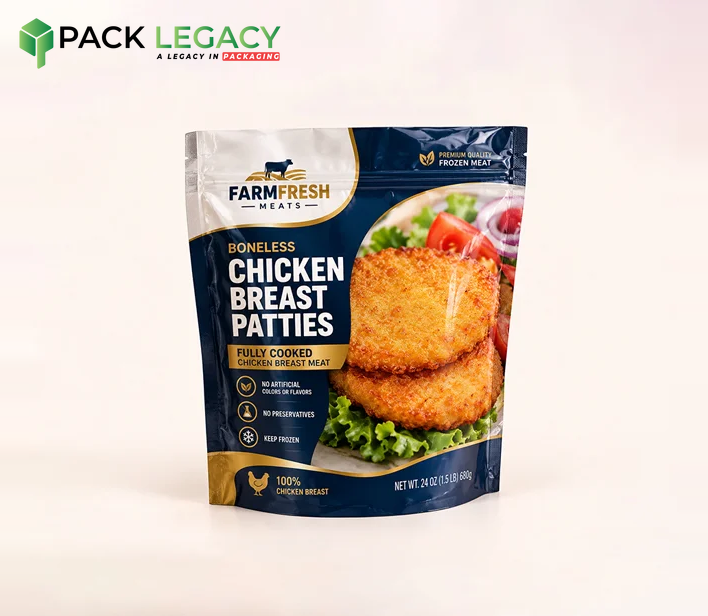 PACK LEGACY
A LEGACY IN PACKAGING
FARMFRESH
MEATS
PREMIUM QUALITY
FROZEN MEAT
BONELESS
CHICKEN
BREAST
PATTIES
FULLY COOKED
CHICKEN BREAST MEAT
NO ARTIFICIAL
COLORS OR FLAVORS
NO PRESERVATIVES
KEEP FROZEN
100%
CHICKEN BREAST
NET WT. 24 OZ (1.5 LB) 680g